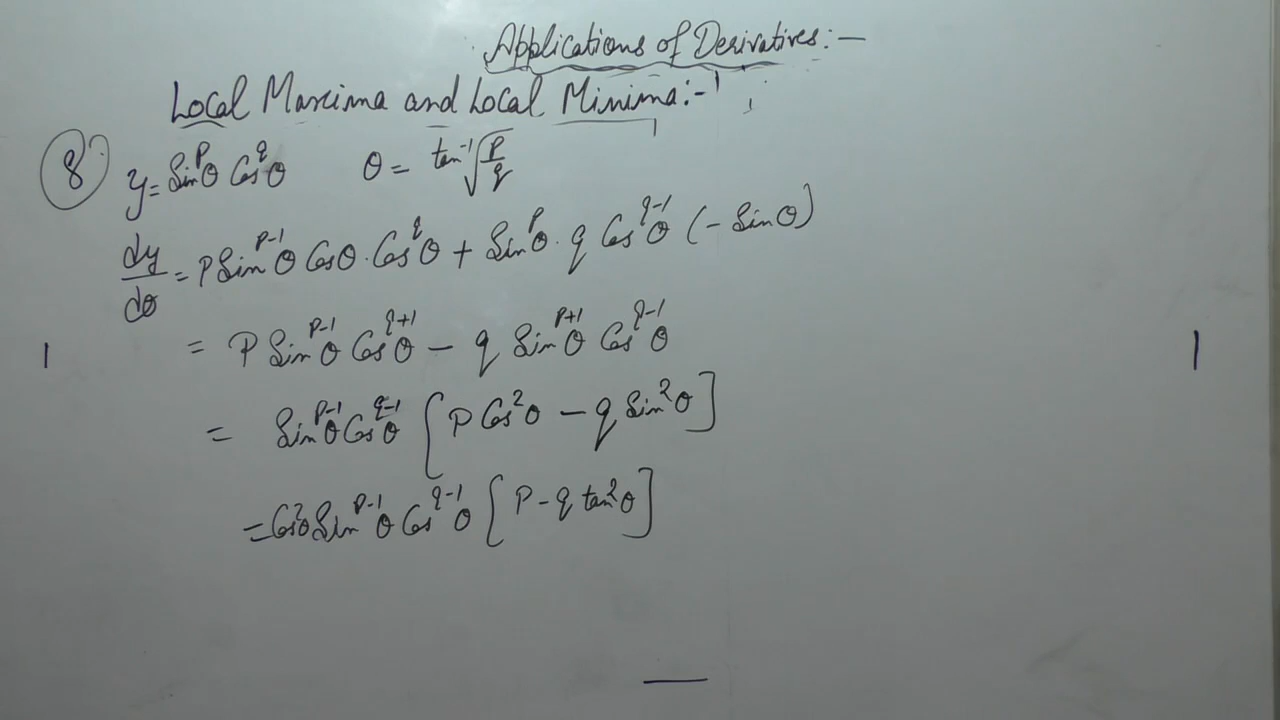 Applications of Derivatives:-
Local Maxima and Local Minima:-
8 y = Sin^p θ Cos^q θ θ = tan^-1 √(p/q)
dy/dθ = P Sin^(P-1) θ Cosθ . Cos^q θ + Sin^p θ . q Cos^(q-1) θ (- Sinθ)
= P Sin^(P-1) θ Cos^(q+1) θ - q Sin^(P+1) θ Cos^(q-1) θ
= Sin^(P-1) θ Cos^(q-1) θ [P Cos^2 θ - q Sin^2 θ]
= Cos^2 θ Sin^(P-1) θ Cos^(q-1) θ [P - q tan^2 θ]